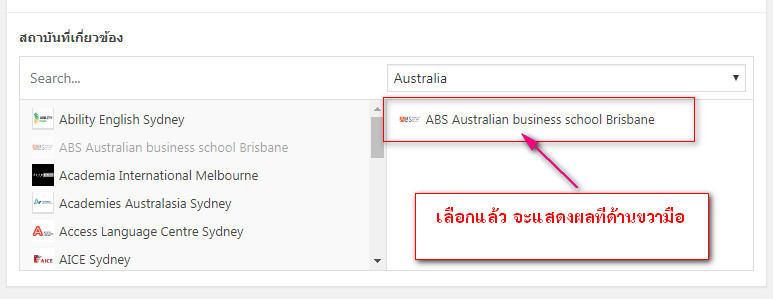 สถาบันที่เกี่ยวข้อง
Search...
Australia
Ability English Sydney
ABS Australian business school Brisbane
Academia International Melbourne
Academies Australasia Sydney
Access Language Centre Sydney
AICE Sydney
ABS Australian business school Brisbane
เลือกแล้ว จะแสดงผลที่ด้านขวามือ